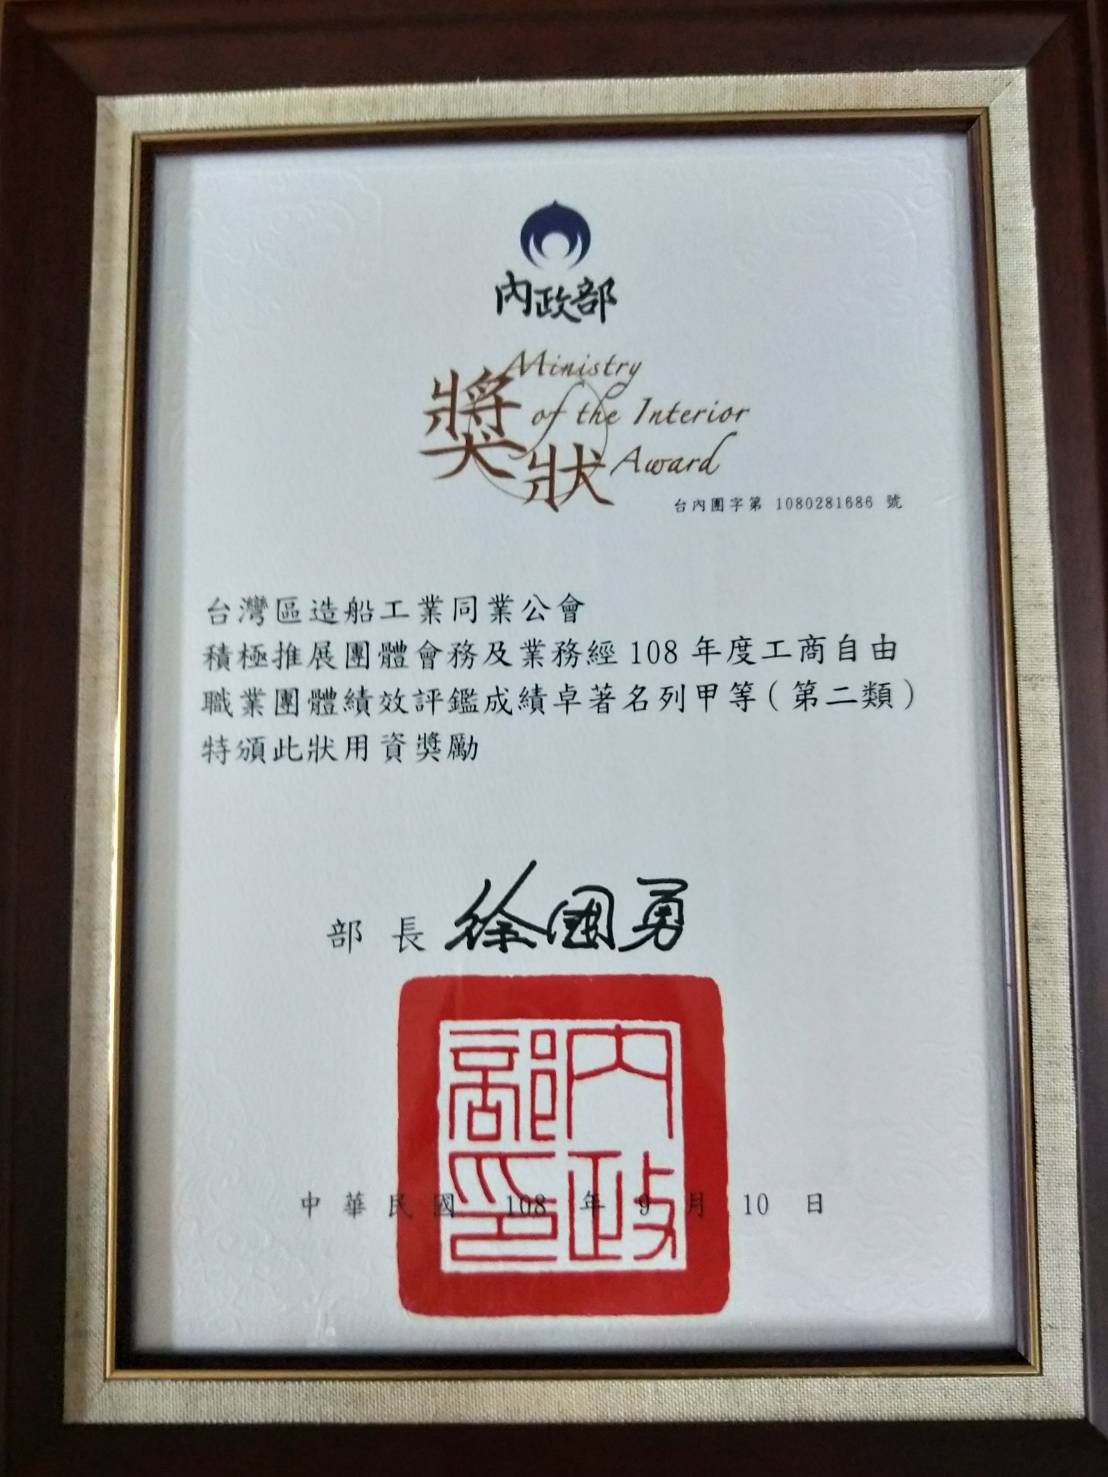 內政部
獎狀
Ministry
of the Interior
Award
台內團字第 1080281686 號
台灣區造船工業同業公會
積極推展團體會務及業務經108年度工商自由
職業團體績效評鑑成績卓著名列甲等(第二類)
特頒此狀用資獎勵
部長 徐國勇
內政部印
中華民國 108 年 9 月 10 日